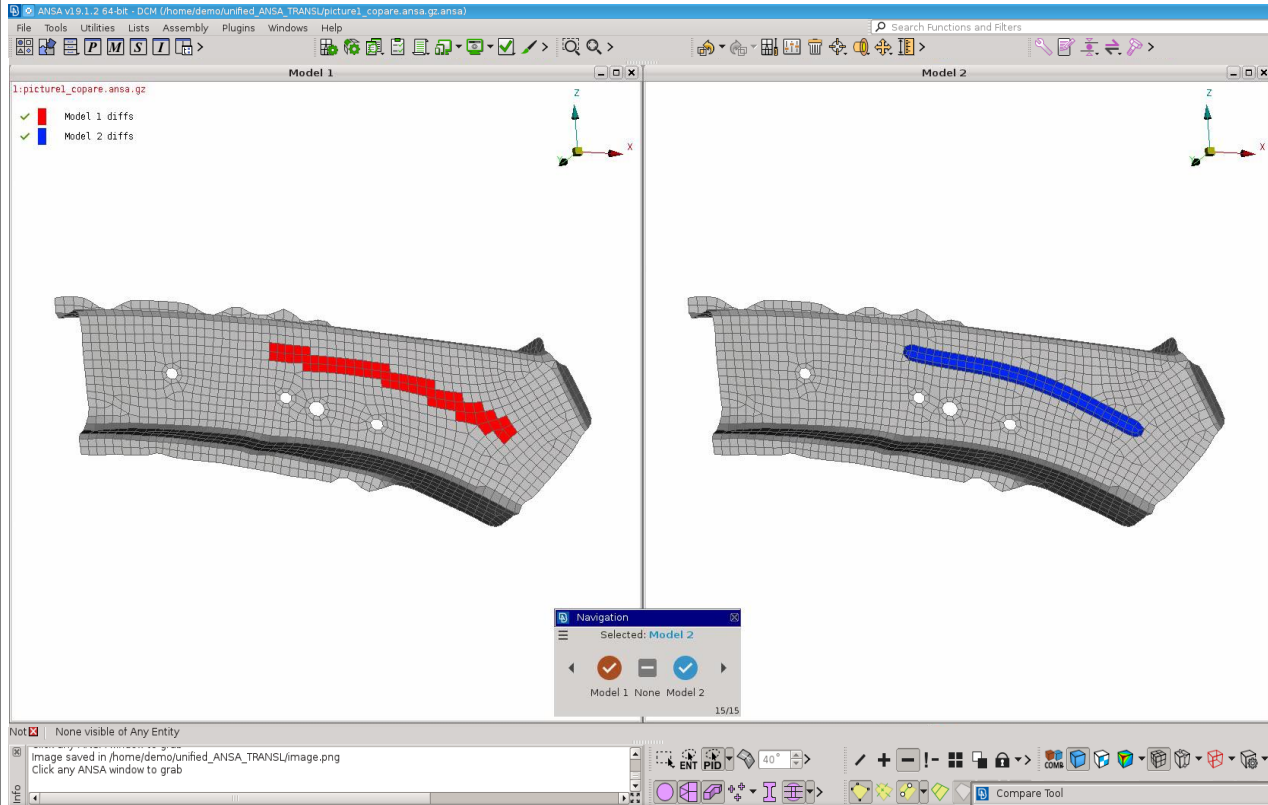 ANSA v19.1.2 64-bit - DCM (/home/demo/unified_ANSA_TRANSL/picture1_copare.ansa.gz.ansa)
File Tools Utilities Lists Assembly Plugins Windows Help
Search Functions and Filters
P M S I
Model 1
Model 2
1:picture1_copare.ansa.gz
Model 1 diffs
Model 2 diffs
Z
X
Z
X
Navigation
Selected: Model 2
Model 1 None Model 2
15/15
Not
None visible of Any Entity
Image saved in /home/demo/unified_ANSA_TRANSL/image.png
Click any ANSA window to grab
Info
ENT
PID
40°
COMB
Compare Tool